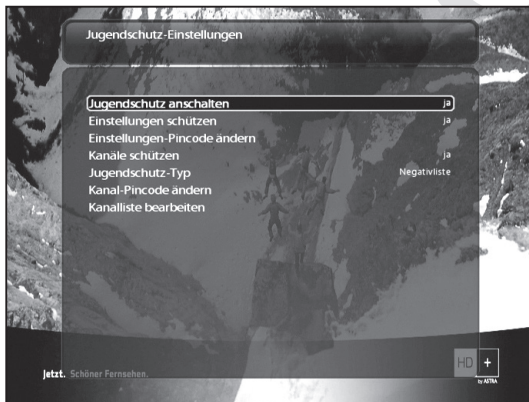 Jugendschutz-Einstellungen
Jugendschutz anschalten ja
Einstellungen schützen ja
Einstellungen-Pincode ändern
Kanäle schützen ja
Jugendschutz-Typ Negativliste
Kanal-Pincode ändern
Kanalliste bearbeiten
Jetzt. Schöner Fernsehen.
HD +
by ASTRA